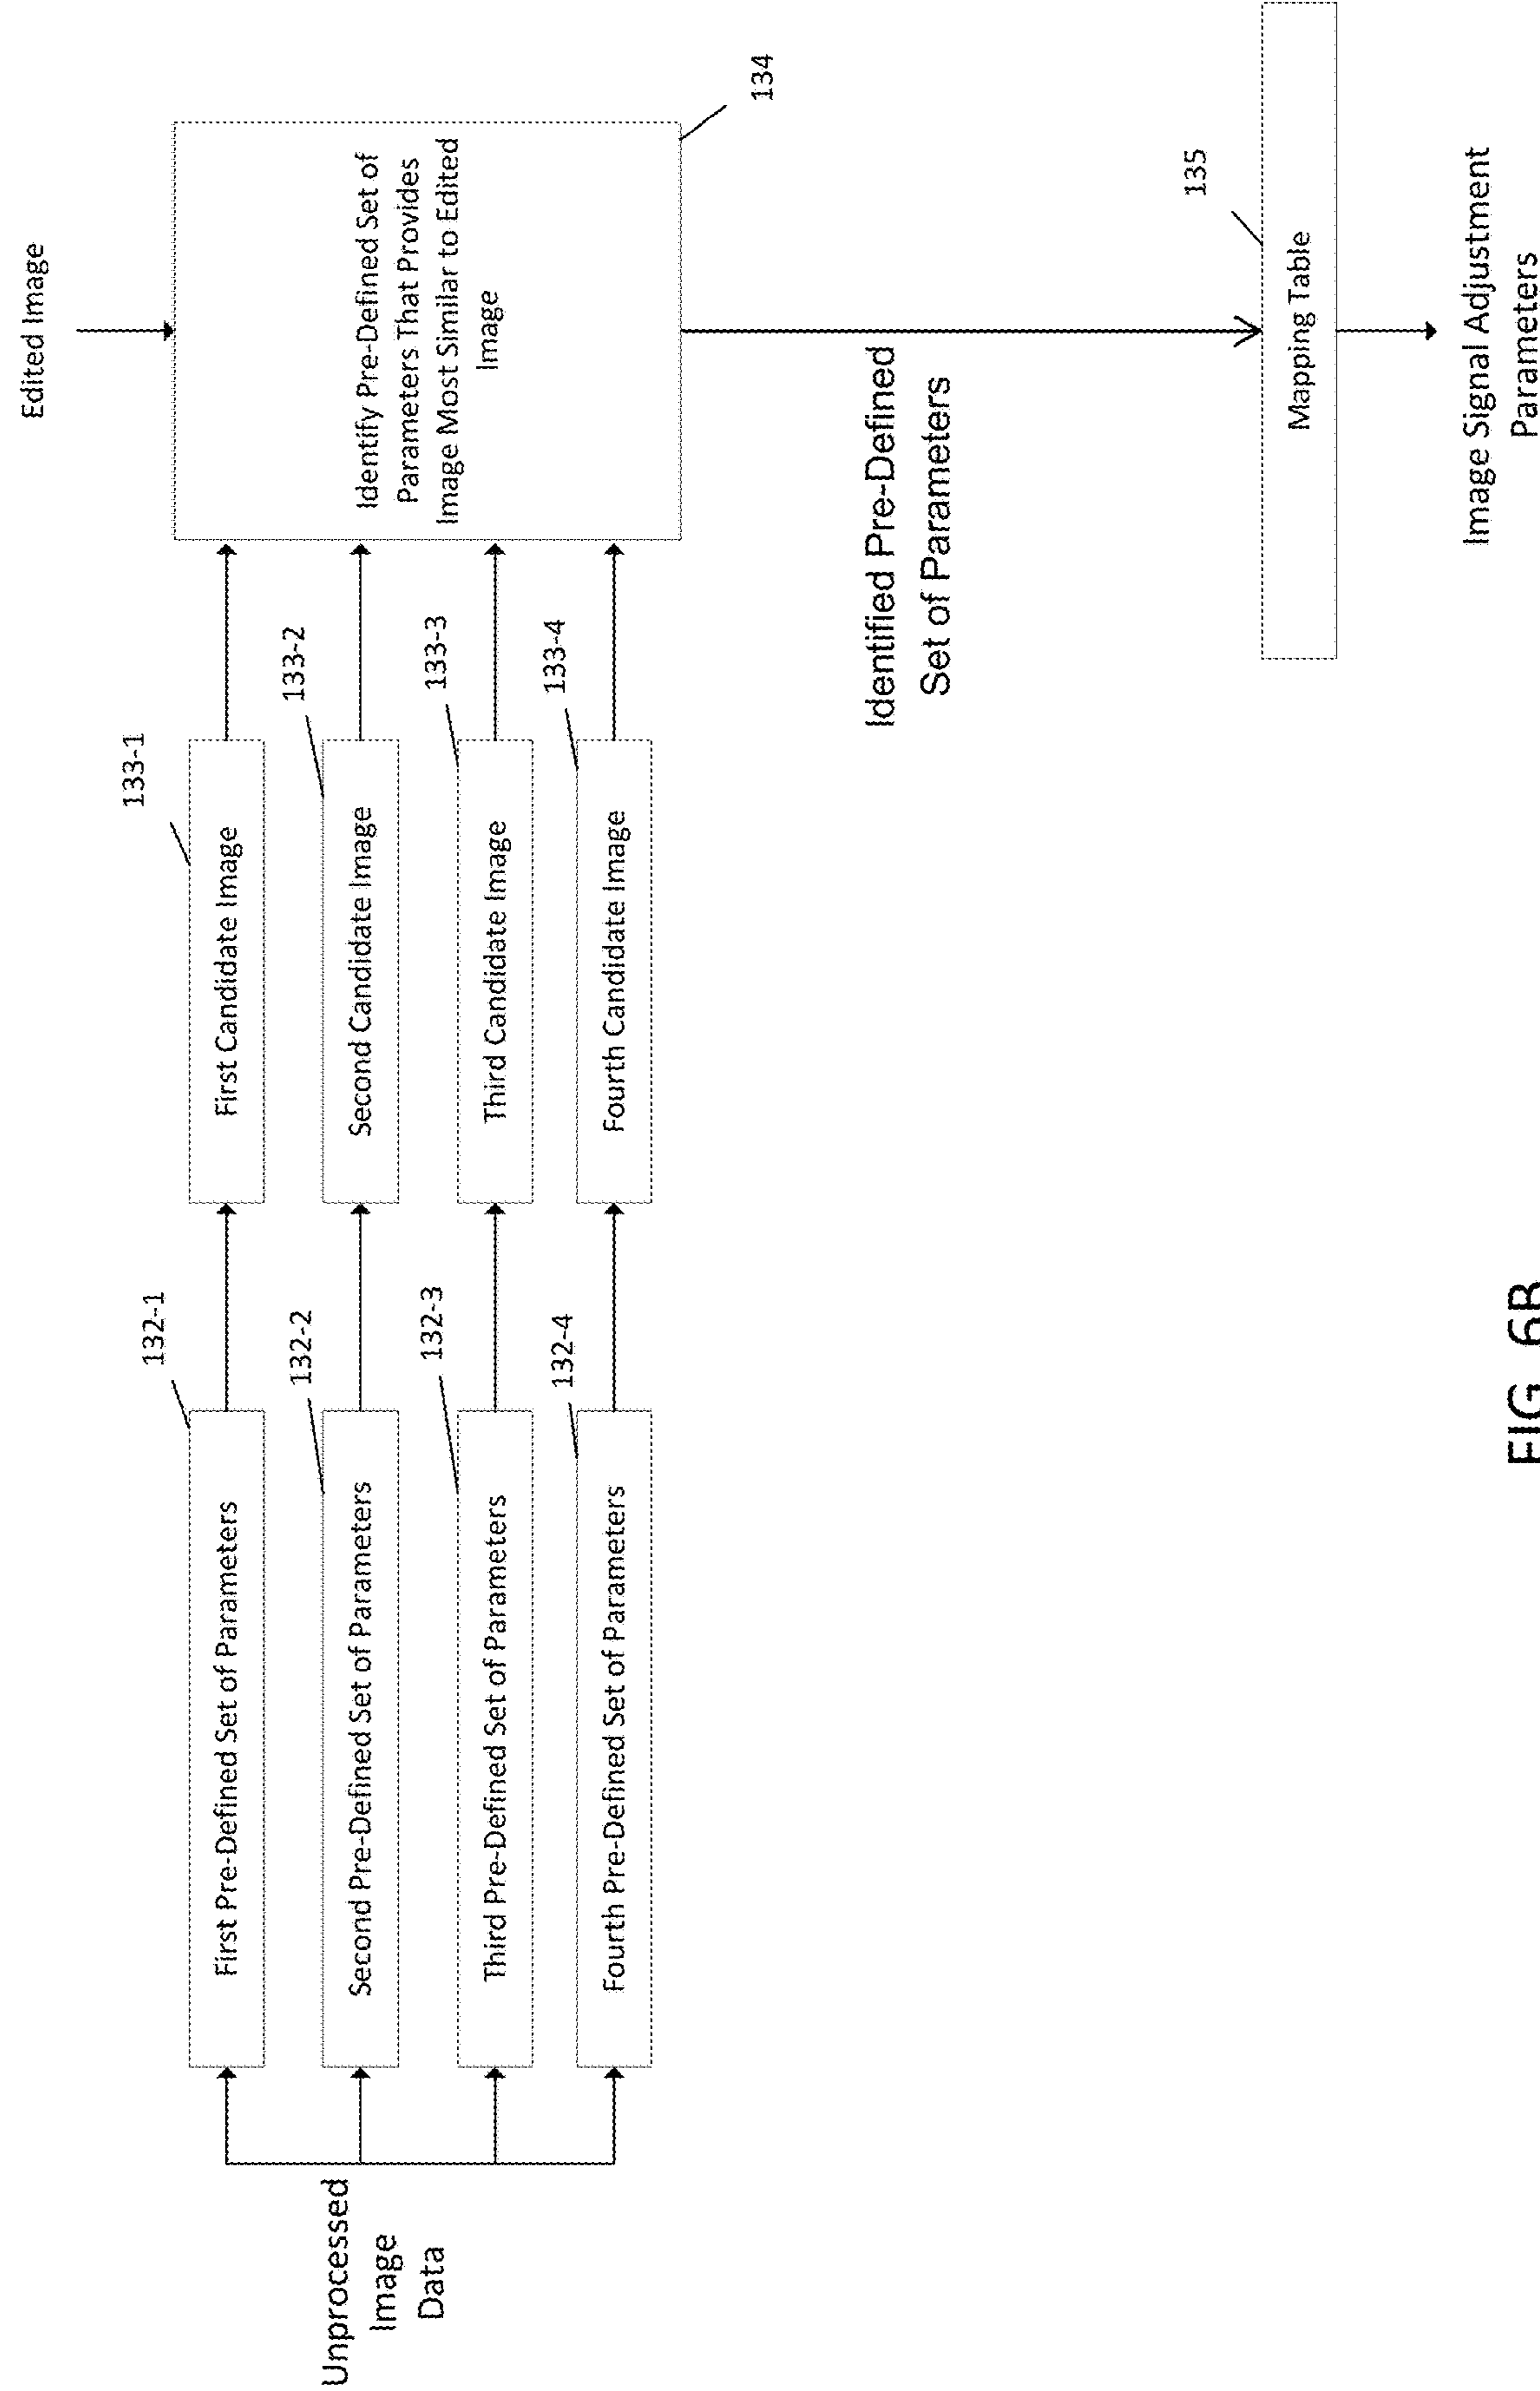 Edited Image
132-1
133-1
First Pre-Defined Set of Parameters
First Candidate Image
132-2
133-2
Unprocessed
Image
Data
Second Pre-Defined Set of Parameters
Second Candidate Image
132-3
133-3
Third Pre-Defined Set of Parameters
Third Candidate Image
132-4
133-4
Fourth Pre-Defined Set of Parameters
Fourth Candidate Image
Identify Pre-Defined Set of
Parameters That Provides
Image Most Similar to Edited
Image
134
Identified Pre-Defined
Set of Parameters
135
Mapping Table
Image Signal Adjustment
Parameters
FIG. 6B